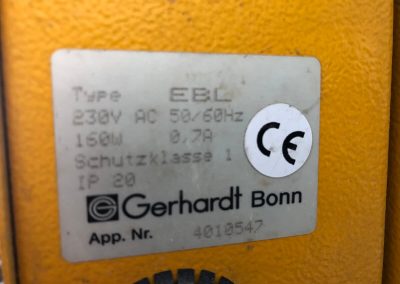 Type EBL
230V AC 50/60Hz
160W 0,7A
Schutzklasse 1
IP 20
CE
Gerhardt Bonn
App. Nr. 4010547